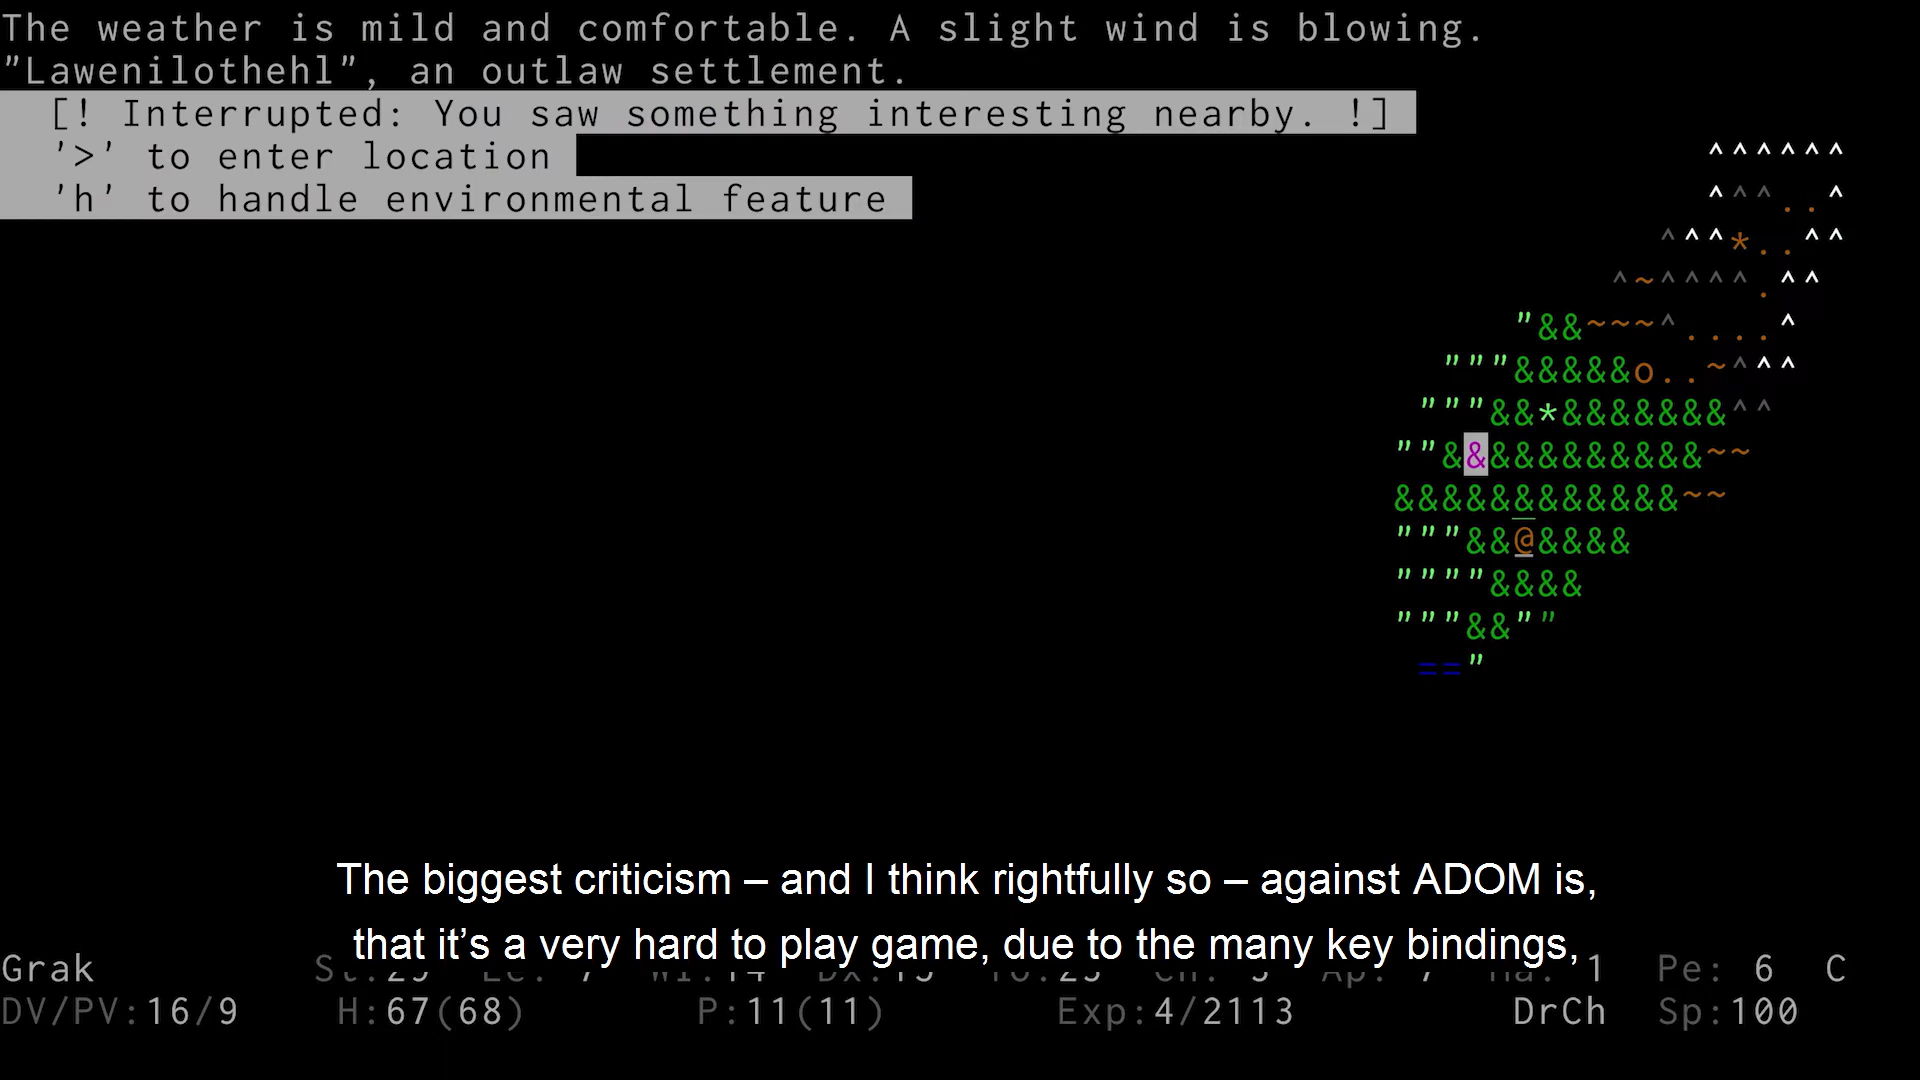 The weather is mild and comfortable. A slight wind is blowing.
"Lawenilothehl", an outlaw settlement.
[! Interrupted: You saw something interesting nearby. !]
'>' to enter location
'h' to handle environmental feature
^^^^^^
^^^..^
^^^*..^^
^~^^^^.^^
"&&~~~^....^
"""&&&&&o..~^^^
"""&&*&&&&&&&^^
""&&&&&&&&&&&~~
&&&&&&&&&&&&~~
"""&&@&&&&
""""&&&&
"""&&""
=="
The biggest criticism – and I think rightfully so – against ADOM is,
that it's a very hard to play game, due to the many key bindings,
Grak 1 Pe: 6 C
DV/PV:16/9 H:67(68) P:11(11) Exp:4/2113 DrCh Sp:100